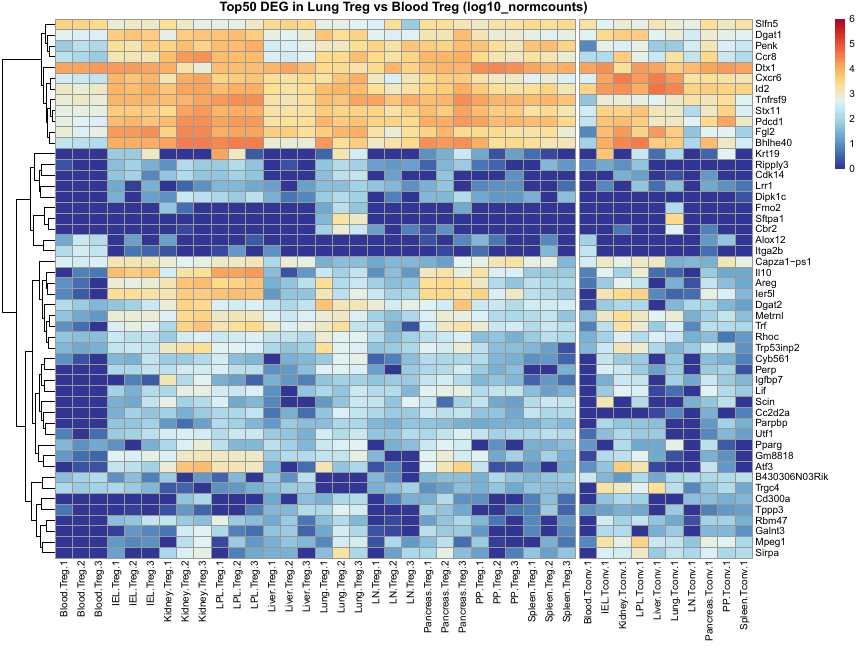 Top50 DEG in Lung Treg vs Blood Treg (log10_normcounts)
Slfn5
Dgat1
Penk
Ccr8
Dtx1
Cxcr6
Id2
Tnfrsf9
Stx11
Pdcd1
Fgl2
Bhlhe40
Krt19
Ripply3
Cdk14
Lrr1
Dipk1c
Fmo2
Sftpa1
Cbr2
Alox12
Itga2b
Capza1−ps1
Il10
Areg
Ier5l
Dgat2
Metrnl
Trf
Rhoc
Trp53inp2
Cyb561
Perp
Igfbp7
Lif
Scin
Cc2d2a
Parpbp
Utf1
Pparg
Gm8818
Atf3
B430306N03Rik
Trgc4
Cd300a
Tppp3
Rbm47
Galnt3
Mpeg1
Sirpa
6
5
4
3
2
1
0
Blood.Treg.1
Blood.Treg.2
Blood.Treg.3
IEL.Treg.1
IEL.Treg.2
IEL.Treg.3
Kidney.Treg.1
Kidney.Treg.2
Kidney.Treg.3
LPL.Treg.1
LPL.Treg.2
LPL.Treg.3
Liver.Treg.1
Liver.Treg.2
Liver.Treg.3
Lung.Treg.1
Lung.Treg.2
Lung.Treg.3
LN.Treg.1
LN.Treg.2
LN.Treg.3
Pancreas.Treg.1
Pancreas.Treg.2
Pancreas.Treg.3
PP.Treg.1
PP.Treg.2
PP.Treg.3
Spleen.Treg.1
Spleen.Treg.2
Spleen.Treg.3
Blood.Tconv.1
IEL.Tconv.1
Kidney.Tconv.1
LPL.Tconv.1
Liver.Tconv.1
Lung.Tconv.1
LN.Tconv.1
Pancreas.Tconv.1
PP.Tconv.1
Spleen.Tconv.1